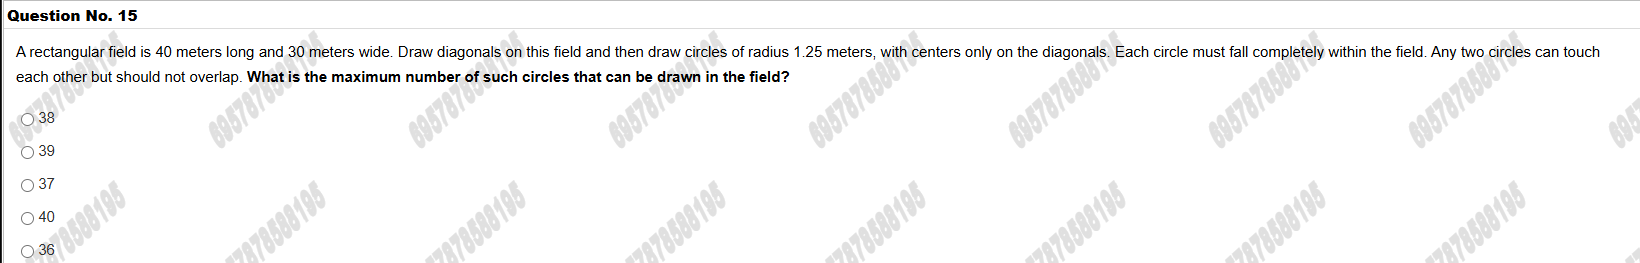 Question No. 15
A rectangular field is 40 meters long and 30 meters wide. Draw diagonals on this field and then draw circles of radius 1.25 meters, with centers only on the diagonals. Each circle must fall completely within the field. Any two circles can touch
each other but should not overlap. What is the maximum number of such circles that can be drawn in the field?
38
39
37
40
36